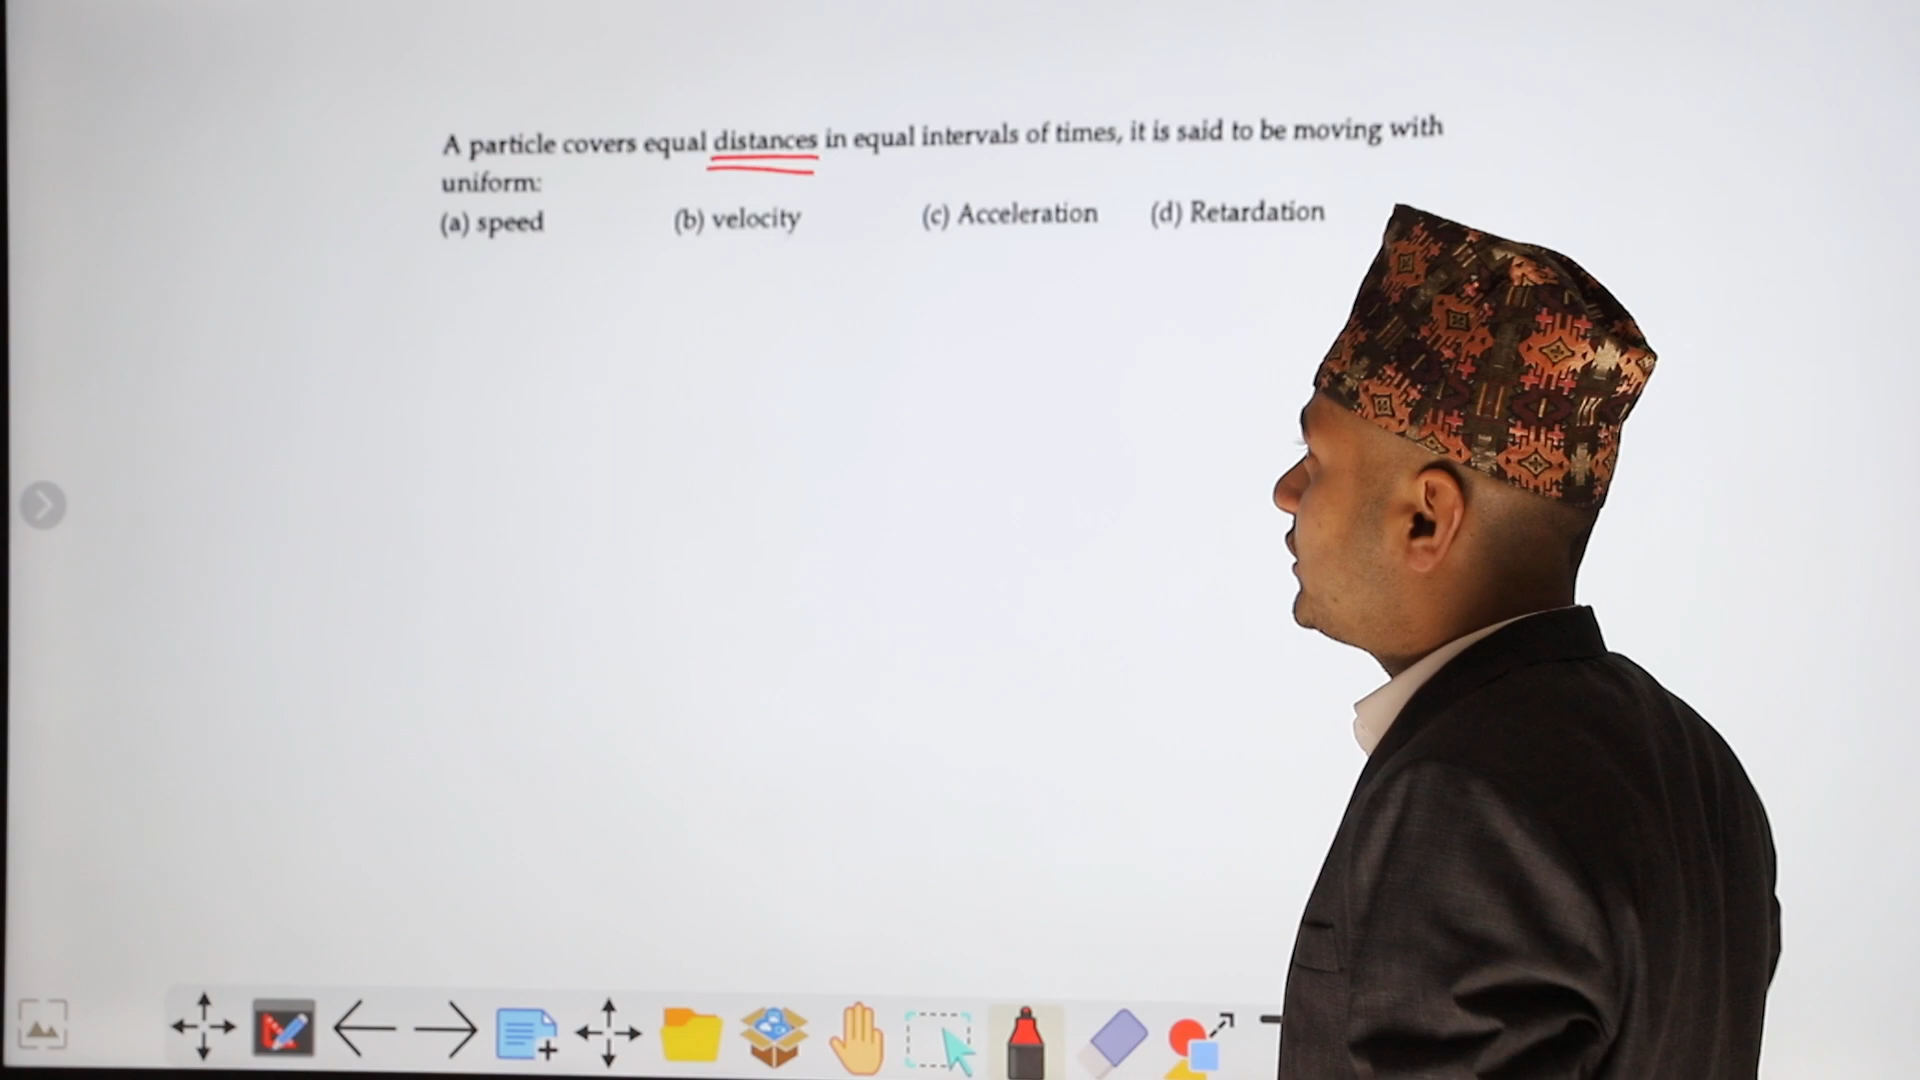 A particle covers equal distances in equal intervals of times, it is said to be moving with
uniform:
(a) speed (b) velocity (c) Acceleration (d) Retardation